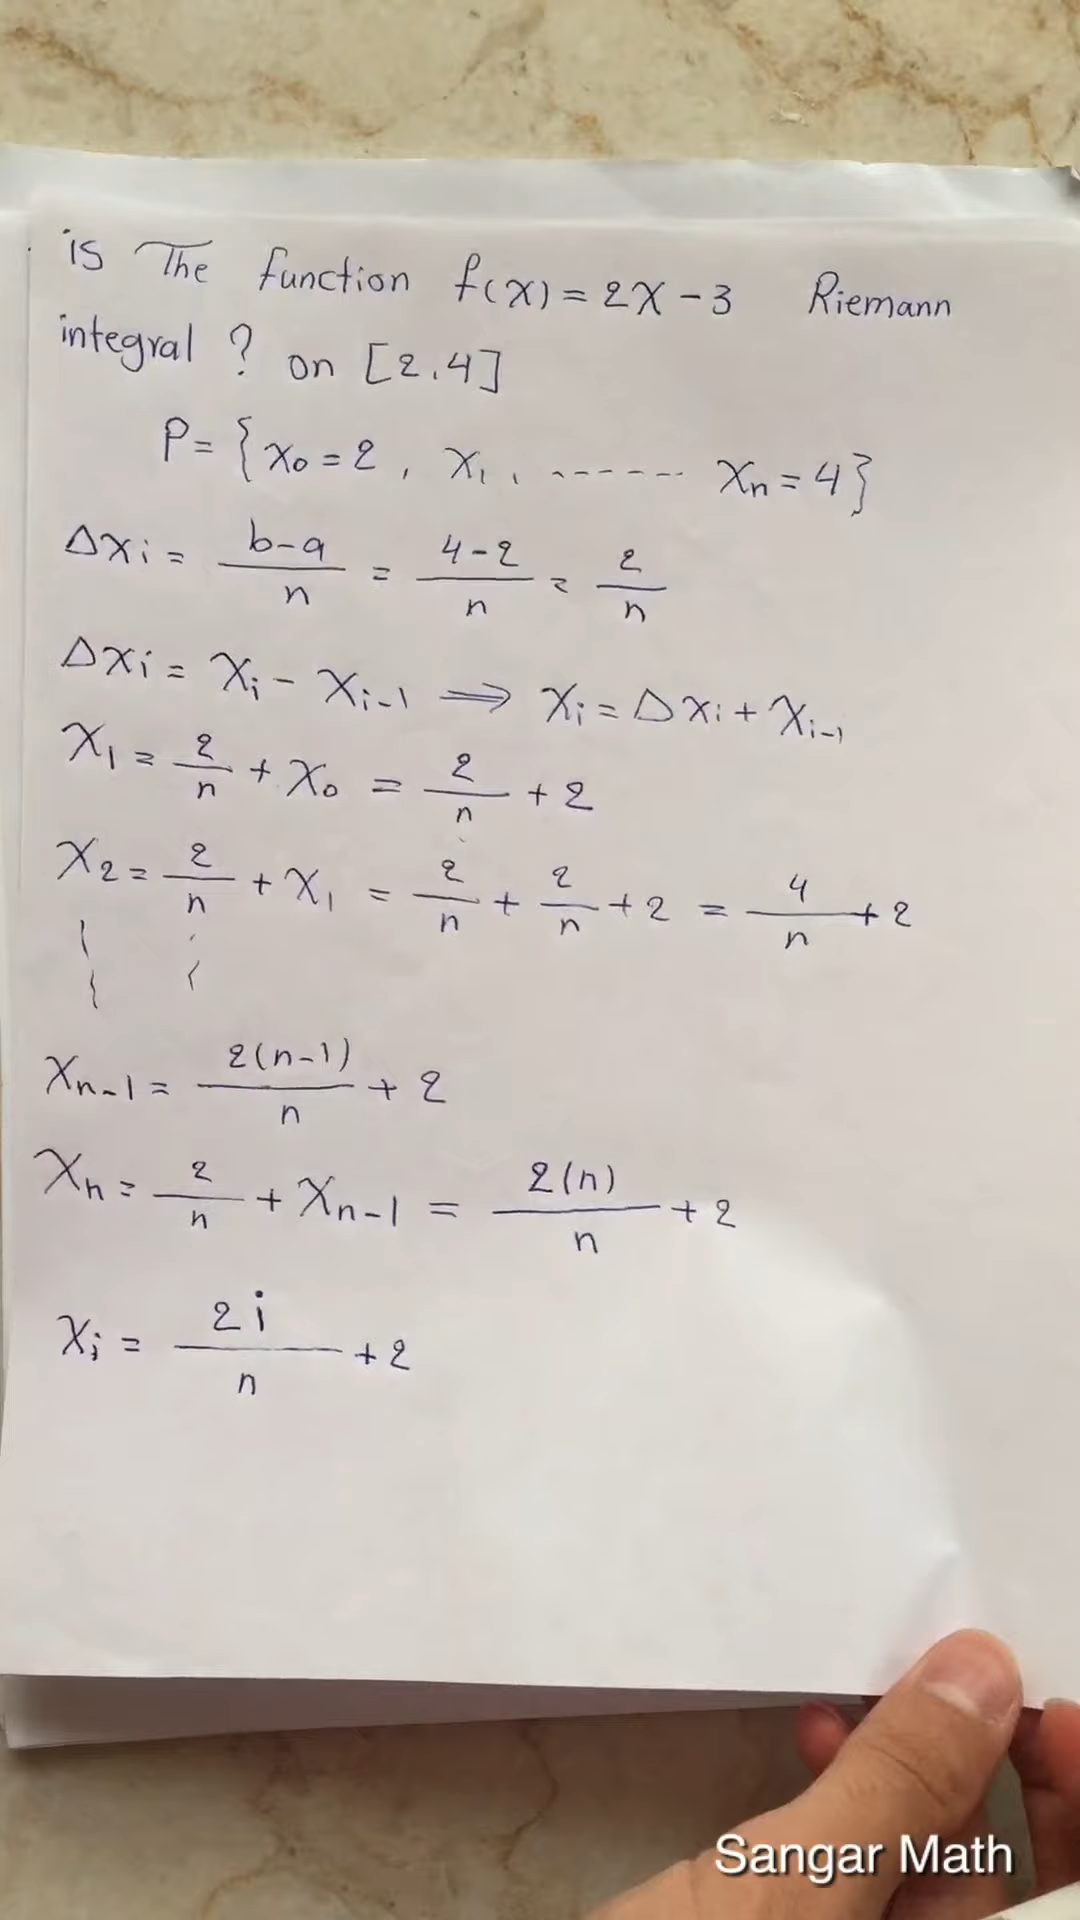 is The function f(x) = 2x - 3 Riemann
integral ? on [2,4]
P = { x₀ = 2 , x₁ , ------ xₙ = 4 }
Δxi = b-a/n = 4-2/n = 2/n
Δxi = xi - xi-1 ⟹ xi = Δxi + xi-1
x₁ = 2/n + x₀ = 2/n + 2
x₂ = 2/n + x₁ = 2/n + 2/n + 2 = 4/n + 2
xn-1 = 2(n-1)/n + 2
xn = 2/n + xn-1 = 2(n)/n + 2
xi = 2i/n + 2
Sangar Math